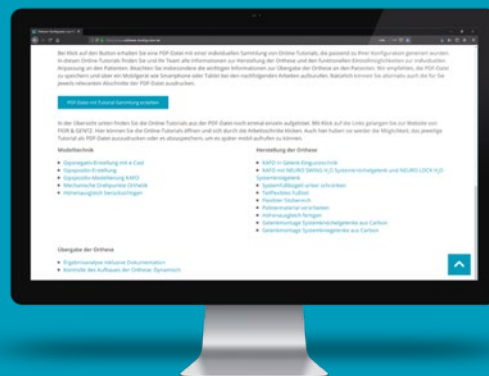 Bei Klick auf den Button erhalten Sie eine PDF-Datei mit einer individuellen Sammlung von Online-Tutorials, die passend zu Ihrer Konfiguration generiert wurden.
In diesen Online-Tutorials finden Sie und Ihr Team alle Informationen zur Herstellung der Orthese und den funktionellen Einstellmöglichkeiten zur individuellen
Anpassung an den Patienten. Beachten Sie insbesondere die wichtigen Informationen zur Übergabe der Orthese an den Patienten. Wir empfehlen, die PDF-Datei
zu speichern und über ein Mobilgerät wie Smartphone oder Tablet bei den nachfolgenden Arbeiten aufzurufen. Natürlich können Sie alternativ auch die für Sie
jeweils relevanten Abschnitte der PDF-Datei ausdrucken.
PDF-Datei mit Tutorial-Sammlung erstellen
In der Übersicht unten finden Sie die Online-Tutorials aus der PDF-Datei noch einmal einzeln aufgelistet. Mit Klick auf die Links gelangen Sie zur Website von
FIOR & GENTZ. Hier können Sie die Online-Tutorials öffnen und sich durch die Arbeitsschritte klicken. Auch hier haben Sie wieder die Möglichkeit, das jeweilige
Tutorial als PDF-Datei auszudrucken oder es abzuspeichern, um es später mobil aufrufen zu können.
Modelltechnik
Gipsnegativ-Erstellung mit e-Cast
Gipspositiv-Erstellung
Gipspositiv-Modellierung KAFO
Mechanische Drehpunkte Orthetik
Höhenausgleich berücksichtigen
Herstellung der Orthese
KAFO in Gelenk-Eingusstechnik
KAFO mit NEURO SWING H2O Systemknöchelgelenk und NEURO LOCK H2O
Systemkniegelenk
Systemfußbügel sicher schränken
Teilflexibles Fußteil
Flexibler Sitzbereich
Polstermaterial verarbeiten
Höhenausgleich fertigen
Gelenkmontage Systemknöchelgelenke aus Carbon
Gelenkmontage Systemkniegelenke aus Carbon
Übergabe der Orthese
Ergebnisanalyse inklusive Dokumentation
Kontrolle des Aufbaues der Orthese: Dynamisch